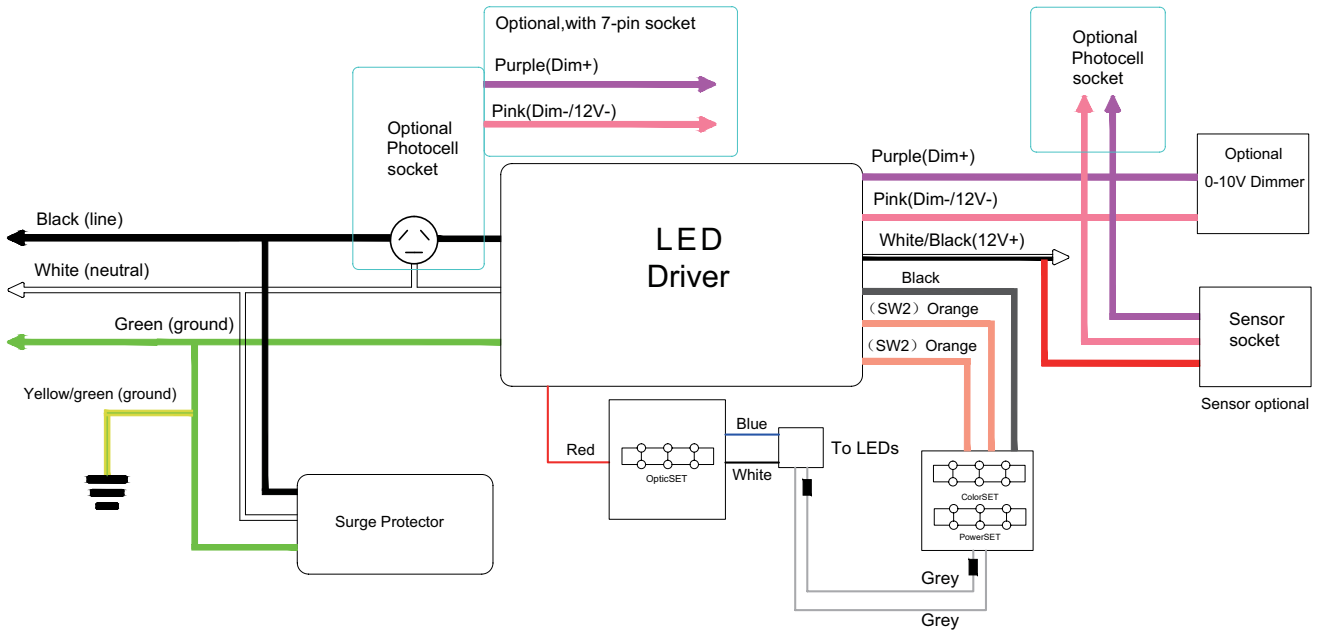 Optional,with 7-pin socket
Purple(Dim+)
Pink(Dim-/12V-)
Optional
Photocell
socket
Optional
Photocell
socket
Black (line)
White (neutral)
Green (ground)
Yellow/green (ground)
Surge Protector
LED
Driver
Purple(Dim+)
Pink(Dim-/12V-)
White/Black(12V+)
Black
（SW2）Orange
（SW2）Orange
Optional
0-10V Dimmer
Sensor
socket
Sensor optional
Red
OpticSET
Blue
White
To LEDs
ColorSET
PowerSET
Grey
Grey